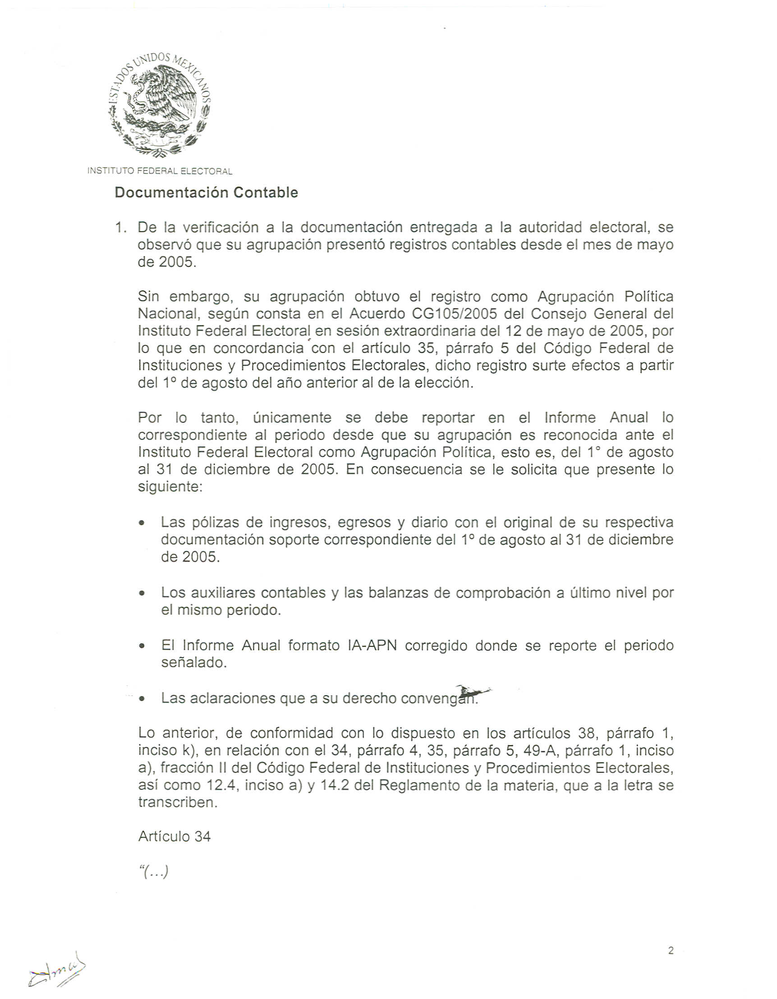 ESTADOS UNIDOS MEXICANOS
INSTITUTO FEDERAL ELECTORAL
Documentación Contable
1. De la verificación a la documentación entregada a la autoridad electoral, se
observó que su agrupación presentó registros contables desde el mes de mayo
de 2005.
Sin embargo, su agrupación obtuvo el registro como Agrupación Política
Nacional, según consta en el Acuerdo CG105/2005 del Consejo General del
Instituto Federal Electoral en sesión extraordinaria del 12 de mayo de 2005, por
lo que en concordancia con el artículo 35, párrafo 5 del Código Federal de
Instituciones y Procedimientos Electorales, dicho registro surte efectos a partir
del 1º de agosto del año anterior al de la elección.
Por lo tanto, únicamente se debe reportar en el Informe Anual lo
correspondiente al periodo desde que su agrupación es reconocida ante el
Instituto Federal Electoral como Agrupación Política, esto es, del 1° de agosto
al 31 de diciembre de 2005. En consecuencia se le solicita que presente lo
siguiente:
• Las pólizas de ingresos, egresos y diario con el original de su respectiva
documentación soporte correspondiente del 1º de agosto al 31 de diciembre
de 2005.
• Los auxiliares contables y las balanzas de comprobación a último nivel por
el mismo periodo.
• El Informe Anual formato IA-APN corregido donde se reporte el periodo
señalado.
• Las aclaraciones que a su derecho convengan.
Lo anterior, de conformidad con lo dispuesto en los artículos 38, párrafo 1,
inciso k), en relación con el 34, párrafo 4, 35, párrafo 5, 49-A, párrafo 1, inciso
a), fracción II del Código Federal de Instituciones y Procedimientos Electorales,
así como 12.4, inciso a) y 14.2 del Reglamento de la materia, que a la letra se
transcriben.
Artículo 34
“(...)
2